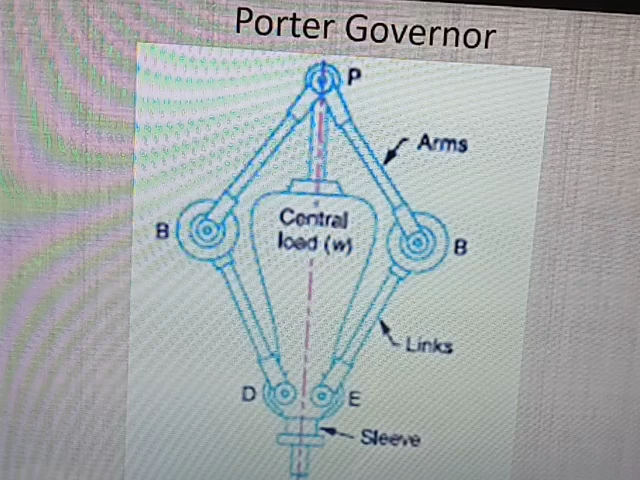 Porter Governor
P
Arms
B
Central
load (w)
B
Links
D
E
Sleeve